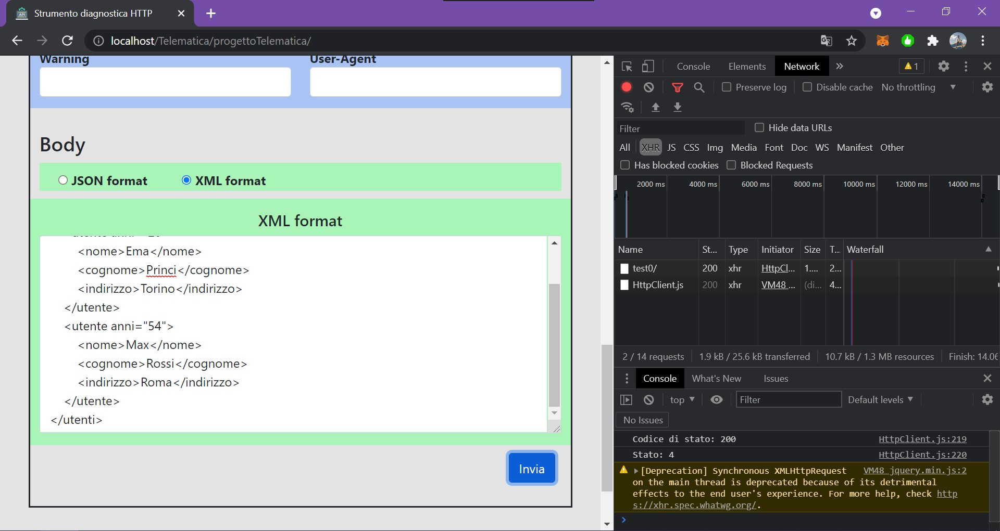 Strumento diagnostica HTTP
localhost/Telematica/progettoTelematica/
Warning
User-Agent
Body
JSON format
XML format
XML format
<nome>Ema</nome>
<cognome>Princi</cognome>
<indirizzo>Torino</indirizzo>
</utente>
<utente anni="54">
<nome>Max</nome>
<cognome>Rossi</cognome>
<indirizzo>Roma</indirizzo>
</utente>
</utenti>
Invia
Console Elements Network 1
Preserve log Disable cache No throttling
Filter Hide data URLs
All XHR JS CSS Img Media Font Doc WS Manifest Other
Has blocked cookies Blocked Requests
2000 ms 4000 ms 6000 ms 8000 ms 10000 ms 12000 ms 14000 ms
Name St... Type Initiator Size T... Waterfall
test0/ 200 xhr HttpCl... 1.... 2...
HttpClient.js 200 xhr VM48 ... (di... 4...
2 / 14 requests 1.9 kB / 25.6 kB transferred 10.7 kB / 1.3 MB resources Finish: 14.06
Console What's New Issues
top Filter Default levels
No Issues
Codice di stato: 200 HttpClient.js:219
Stato: 4 HttpClient.js:220
[Deprecation] Synchronous XMLHttpRequest VM48 jquery.min.js:2
on the main thread is deprecated because of its detrimental
effects to the end user's experience. For more help, check http
s://xhr.spec.whatwg.org/.